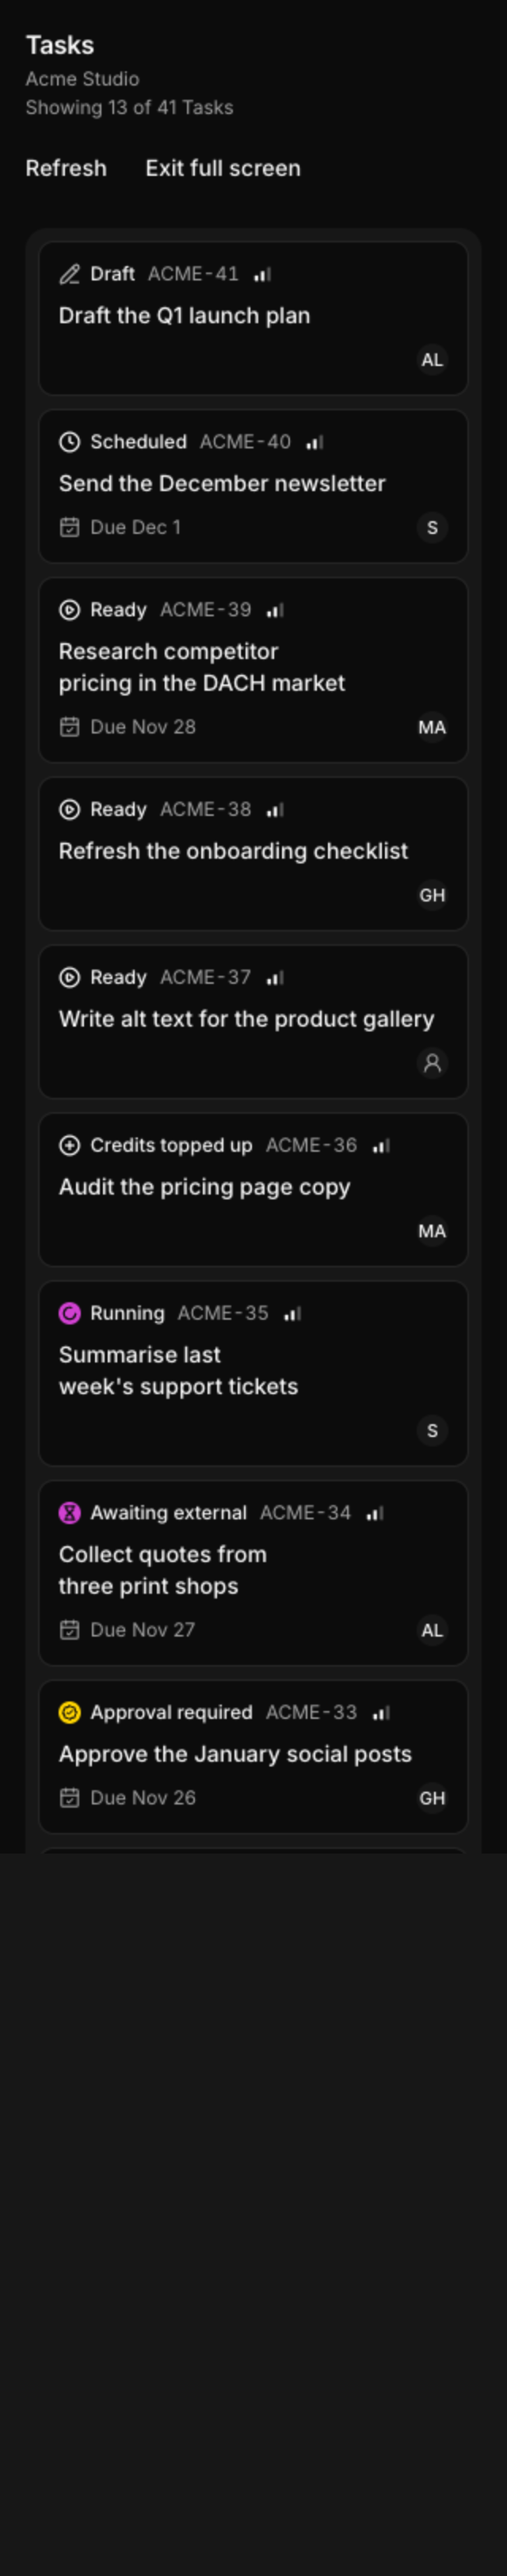 Tasks
Acme Studio
Showing 13 of 41 Tasks
Refresh Exit full screen
Draft ACME-41
Draft the Q1 launch plan
AL
Scheduled ACME-40
Send the December newsletter
Due Dec 1 S
Ready ACME-39
Research competitor
pricing in the DACH market
Due Nov 28 MA
Ready ACME-38
Refresh the onboarding checklist
GH
Ready ACME-37
Write alt text for the product gallery
Credits topped up ACME-36
Audit the pricing page copy
MA
Running ACME-35
Summarise last
week's support tickets
S
Awaiting external ACME-34
Collect quotes from
three print shops
Due Nov 27 AL
Approval required ACME-33
Approve the January social posts
Due Nov 26 GH